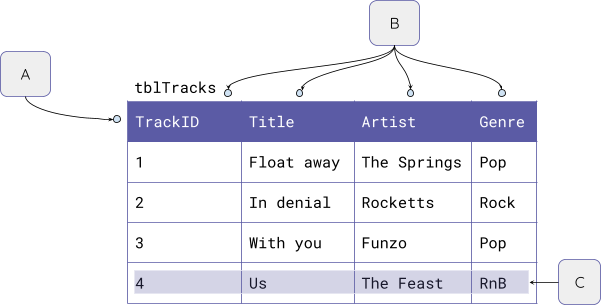 B
A
tblTracks
TrackID Title Artist Genre
1 Float away The Springs Pop
2 In denial Rocketts Rock
3 With you Funzo Pop
4 Us The Feast RnB
C